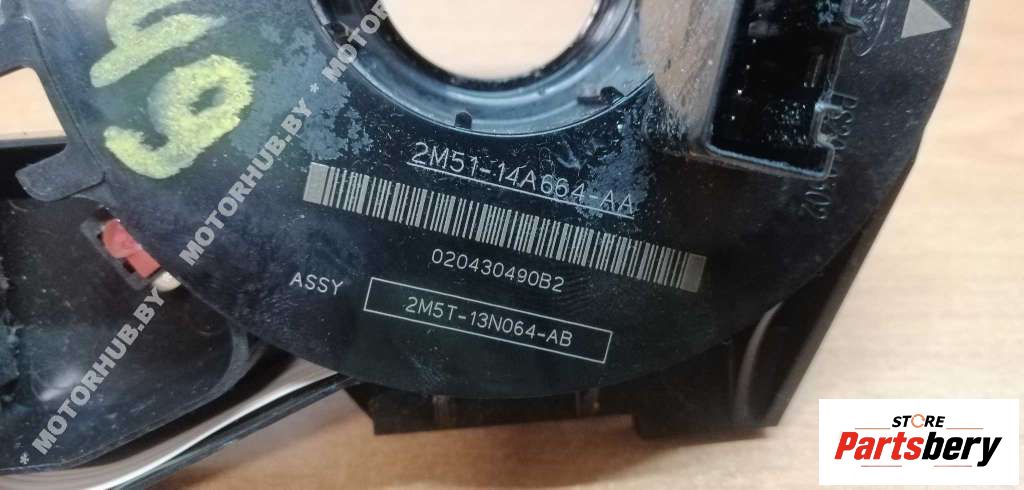 2M51-14A664-AA
020430490B2
ASSY 2M5T-13N064-AB
* MOTORHUB.BY * MOTORHUB.BY * MOTORHUB.BY
STORE
Partsbery